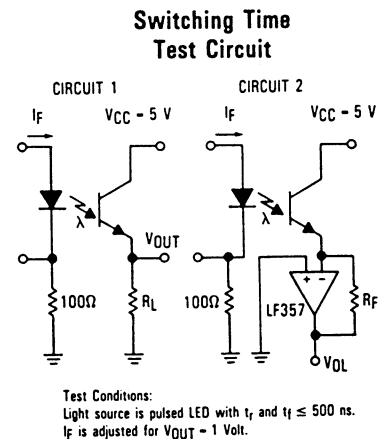 Switching Time
Test Circuit
CIRCUIT 1
CIRCUIT 2
IF
VCC - 5 V
IF
VCC - 5 V
λ
λ
VOUT
100Ω
RL
100Ω
+ -
LF357
RF
VOL
Test Conditions:
Light source is pulsed LED with tr and tf ≤ 500 ns.
IF is adjusted for VOUT - 1 Volt.